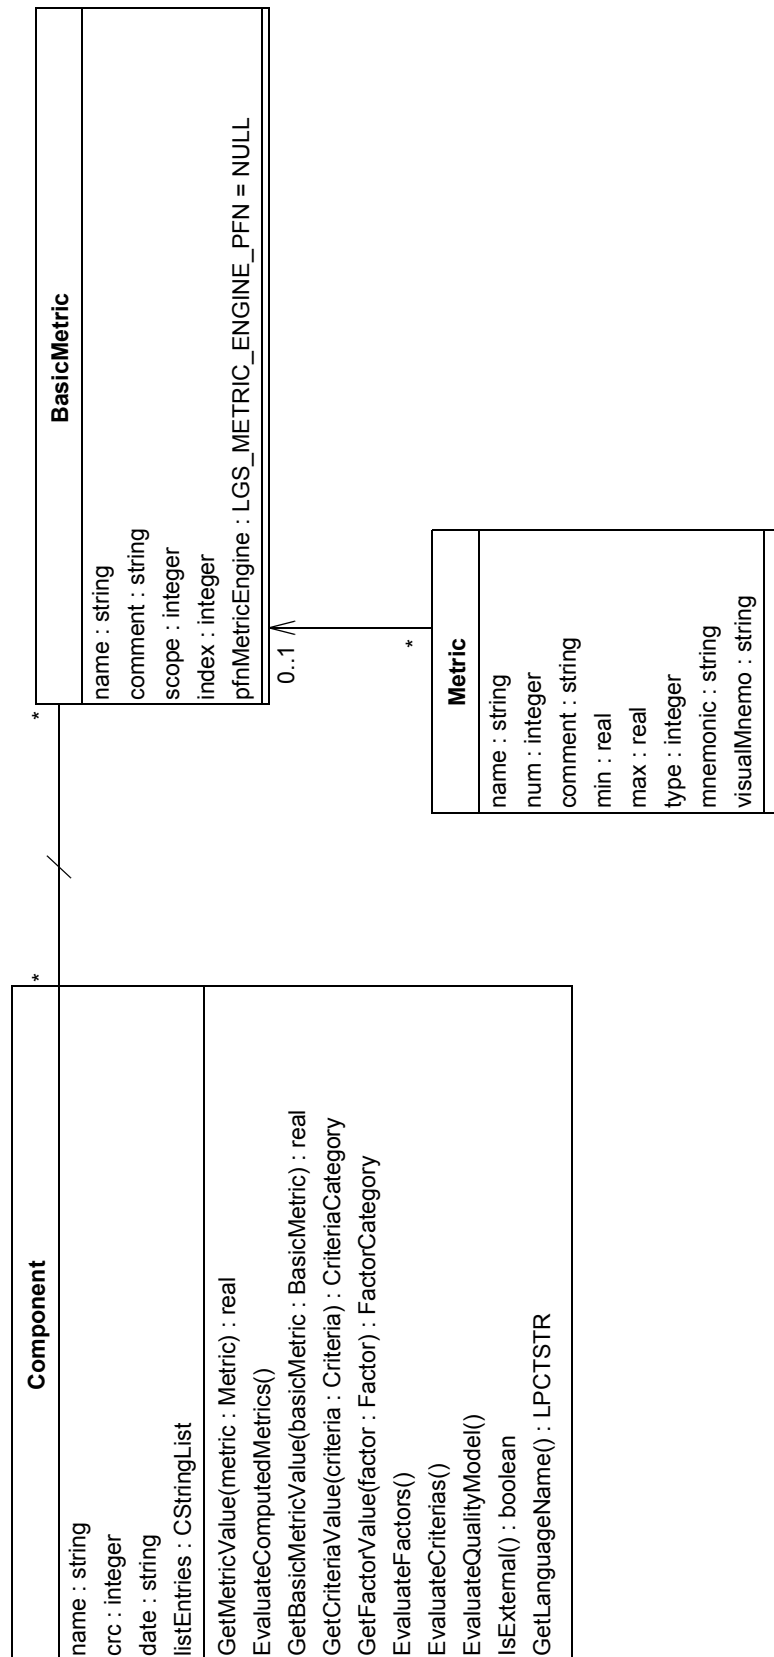 Component
name : string
crc : integer
date : string
listEntries : CStringList
GetMetricValue(metric : Metric) : real
EvaluateComputedMetrics()
GetBasicMetricValue(basicMetric : BasicMetric) : real
GetCriteriaValue(criteria : Criteria) : CriteriaCategory
GetFactorValue(factor : Factor) : FactorCategory
EvaluateFactors()
EvaluateCriterias()
EvaluateQualityModel()
IsExternal() : boolean
GetLanguageName() : LPCTSTR
*
*
BasicMetric
name : string
comment : string
scope : integer
index : integer
pfnMetricEngine : LGS_METRIC_ENGINE_PFN = NULL
0..1
*
Metric
name : string
num : integer
comment : string
min : real
max : real
type : integer
mnemonic : string
visualMnemo : string